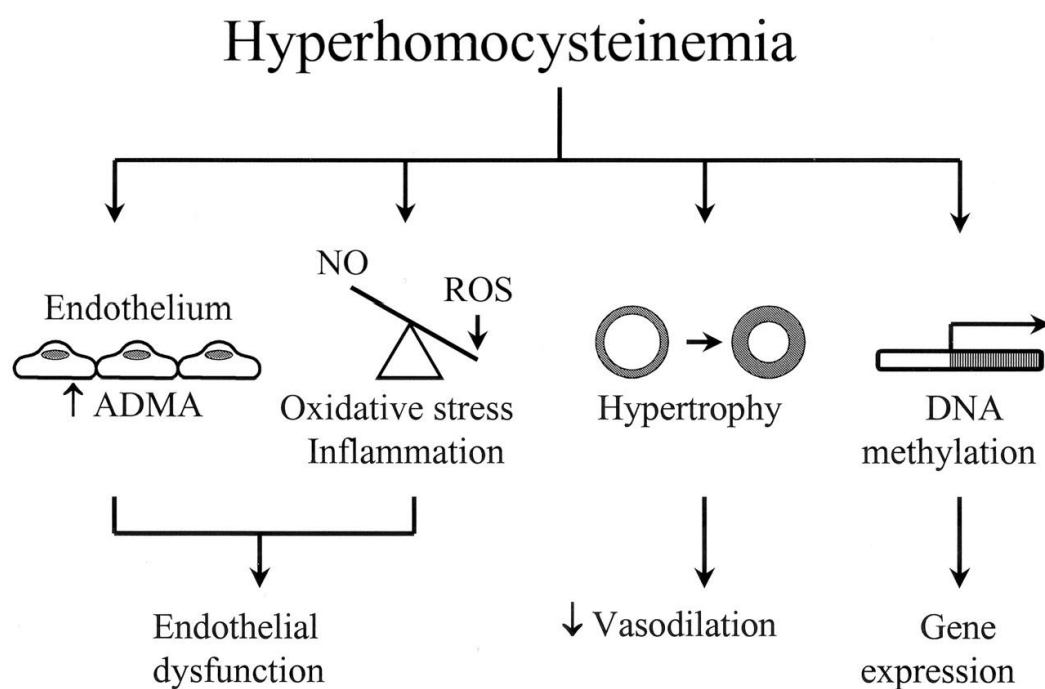 Hyperhomocysteinemia
NO
ROS
Endothelium
↑ ADMA
Oxidative stress
Inflammation
Hypertrophy
DNA
methylation
Endothelial
dysfunction
↓ Vasodilation
Gene
expression